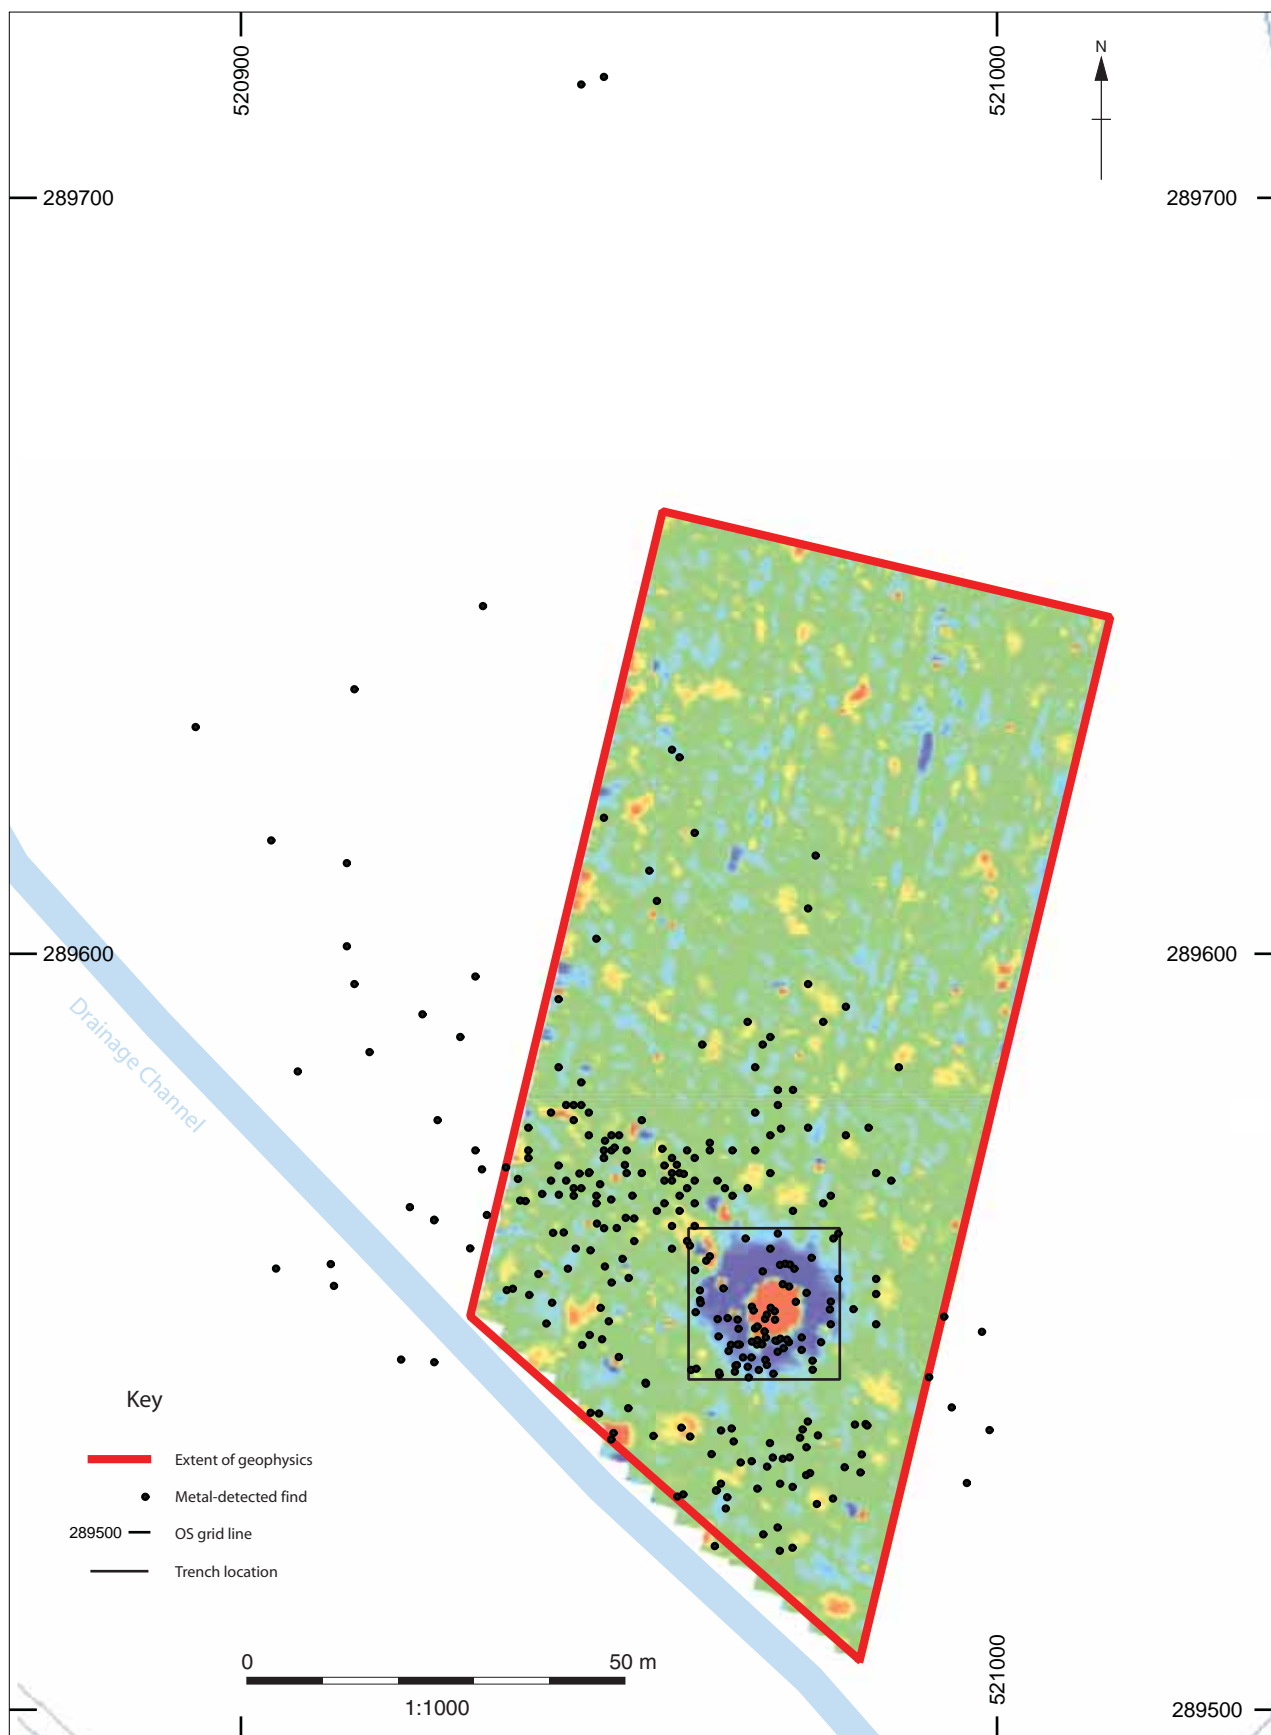 520900
521000
N
289700
289700
289600
289600
Drainage Channel
Key
Extent of geophysics
Metal-detected find
289500 OS grid line
Trench location
0 50 m
1:1000
521000
289500